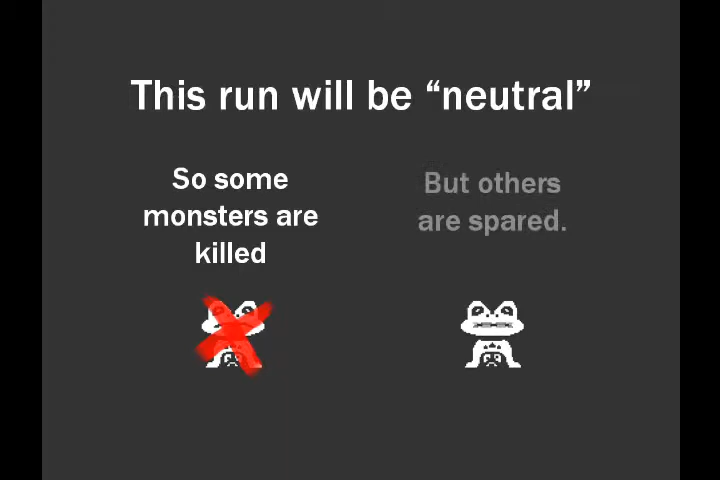 This run will be “neutral”
So some
monsters are
killed
But others
are spared.